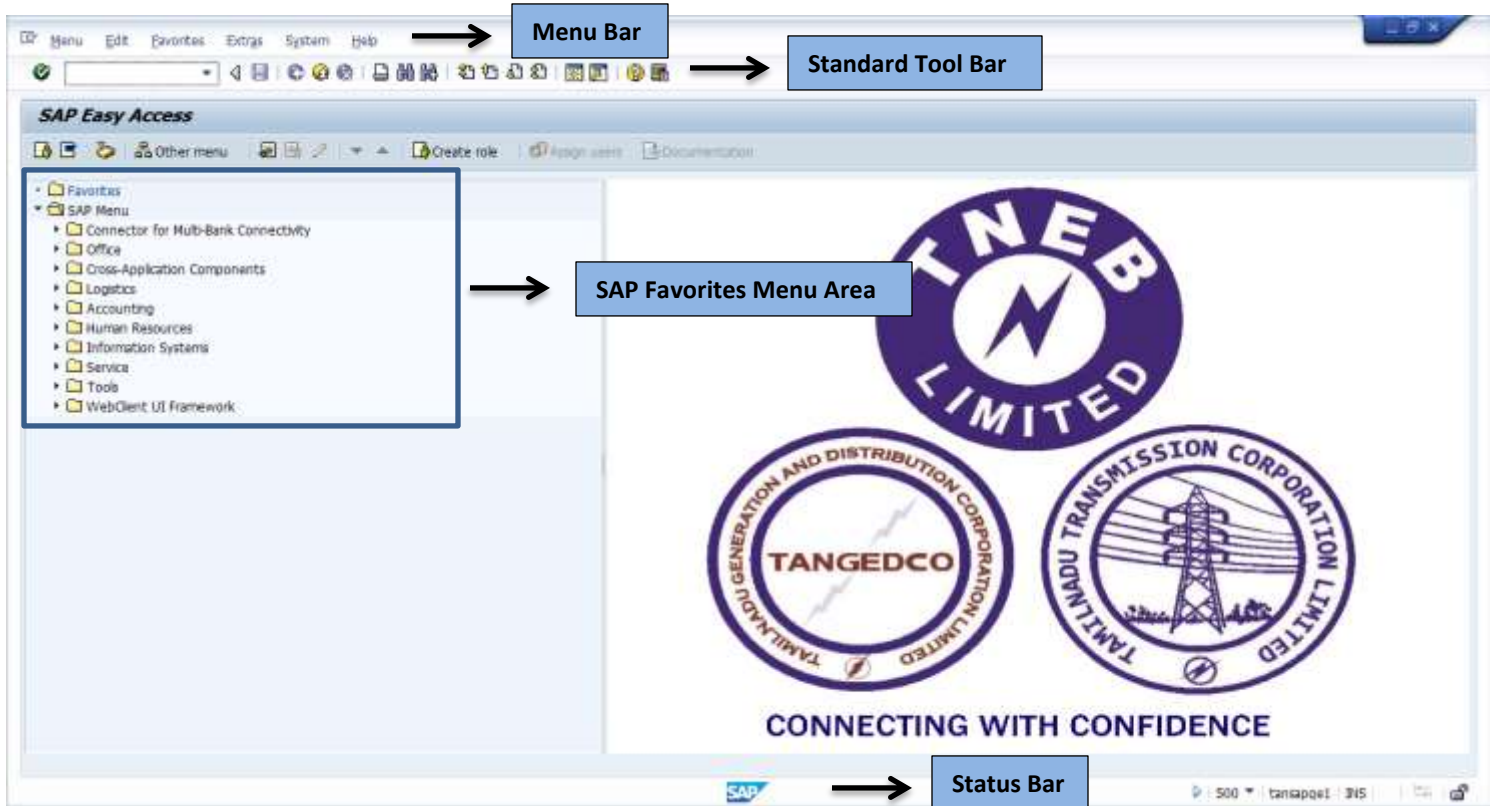 Menu Edit Favorites Extras System Help
Menu Bar
Standard Tool Bar
SAP Easy Access
Other menu Create role Assign users Documentation
Favorites
SAP Menu
Connector for Multi-Bank Connectivity
Office
Cross-Application Components
Logistics
Accounting
Human Resources
Information Systems
Service
Tools
WebClient UI Framework
SAP Favorites Menu Area
TNEB
LIMITED
TAMILNADU GENERATION AND DISTRIBUTION CORPORATION LIMITED
TANGEDCO
TAMILNADU TRANSMISSION CORPORATION LIMITED
CONNECTING WITH CONFIDENCE
SAP
Status Bar
500 tansapqe1 INS